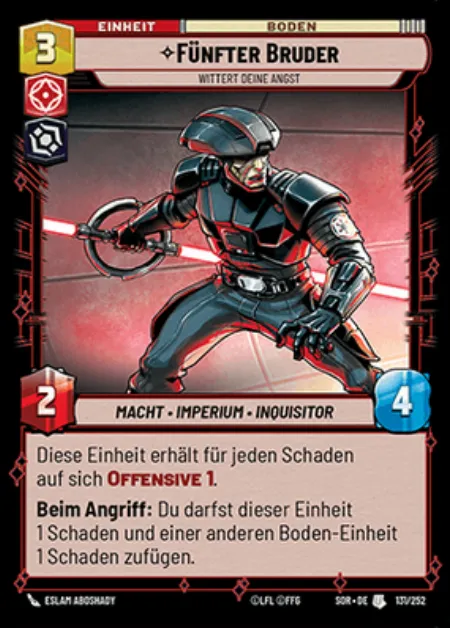 EINHEIT
BODEN
3
FÜNFTER BRUDER
WITTERT DEINE ANGST
2
MACHT • IMPERIUM • INQUISITOR
4
Diese Einheit erhält für jeden Schaden
auf sich OFFENSIVE 1.
Beim Angriff: Du darfst dieser Einheit
1 Schaden und einer anderen Boden-Einheit
1 Schaden zufügen.
ESLAM ABOSHADY
©LFL ©FFG
SOR • DE
131/252